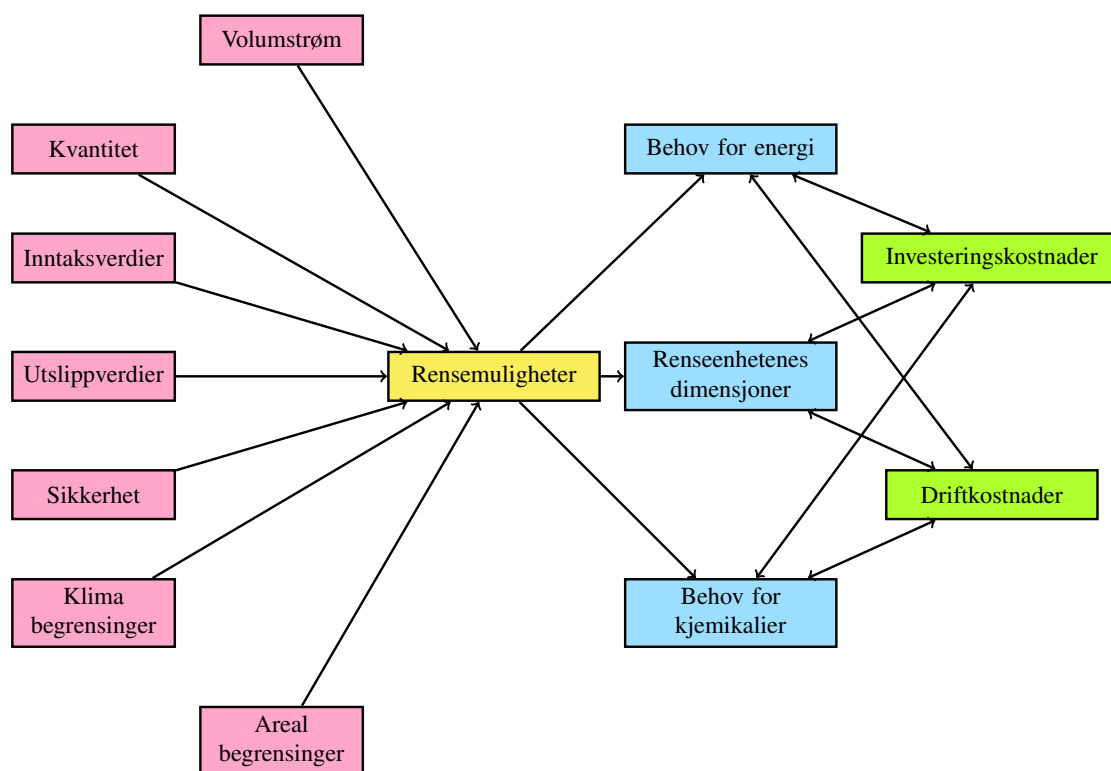 Volumstrøm
Kvantitet
Behov for energi
Inntaksverdier
Investeringskostnader
Utslippverdier
Rensemuligheter
Renseenhetenes
dimensjoner
Sikkerhet
Driftkostnader
Klima
begrensinger
Behov for
kjemikalier
Areal
begrensinger